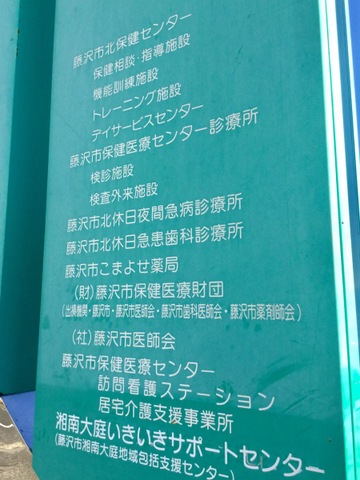 藤沢市北保健センター
保健相談・指導施設
機能訓練施設
トレーニング施設
デイサービスセンター
藤沢市保健医療センター診療所
検診施設
検査外来施設
藤沢市北休日夜間急病診療所
藤沢市北休日急患歯科診療所
藤沢市こまよせ薬局
(財)藤沢市保健医療財団
(出損機関・藤沢市・藤沢市医師会・藤沢市歯科医師会・藤沢市薬剤師会)
(社)藤沢市医師会
藤沢市保健医療センター
訪問看護ステーション
居宅介護支援事業所
湘南大庭いきいきサポートセンター
(藤沢市湘南大庭地域包括支援センター)